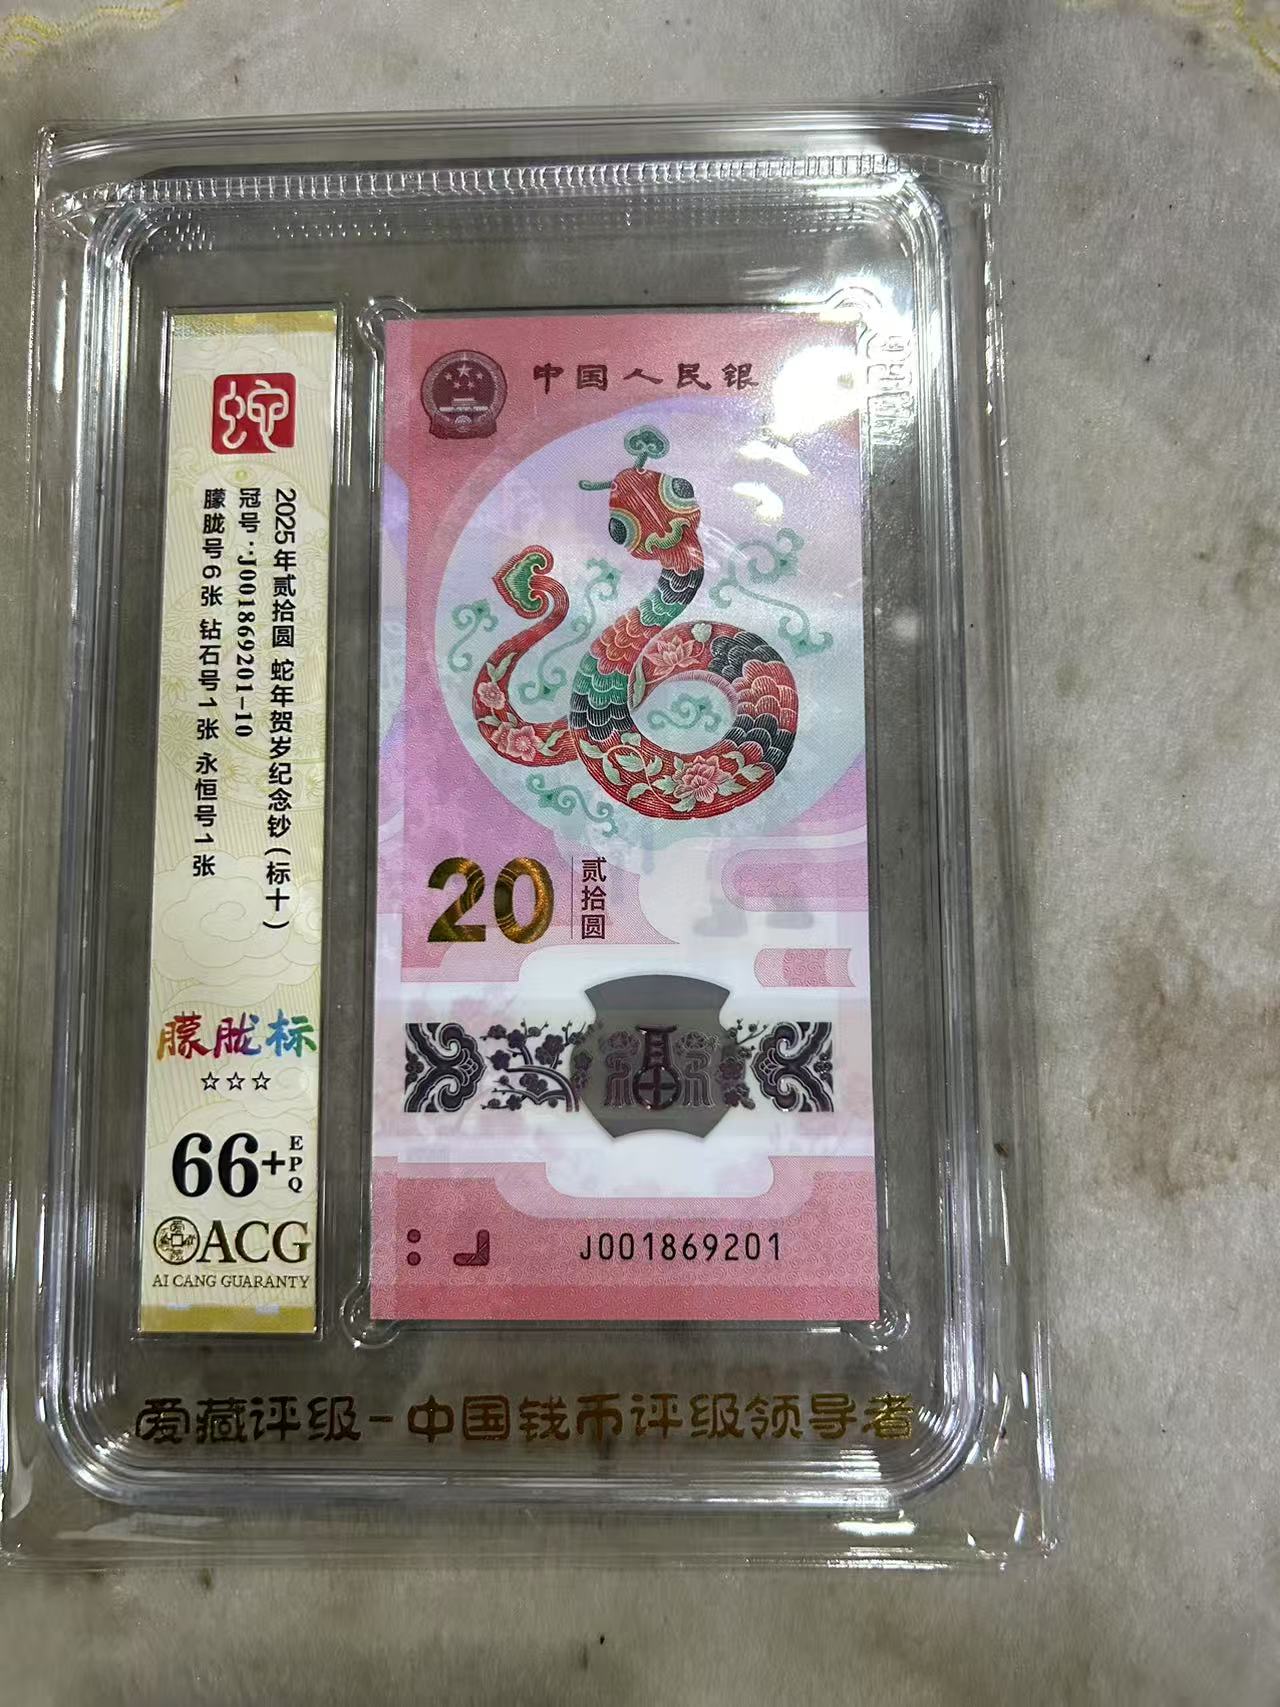 蛇
2025年贰拾圆 蛇年贺岁纪念钞(标十)
冠号:J001869201-10
朦胧号6张 钻石号1张 永恒号1张
朦胧标
☆☆☆
66+EPQ
ACG
AI CANG GUARANTY
中国人民银
20
贰拾圆
J001869201
爱藏评级-中国钱币评级领导者